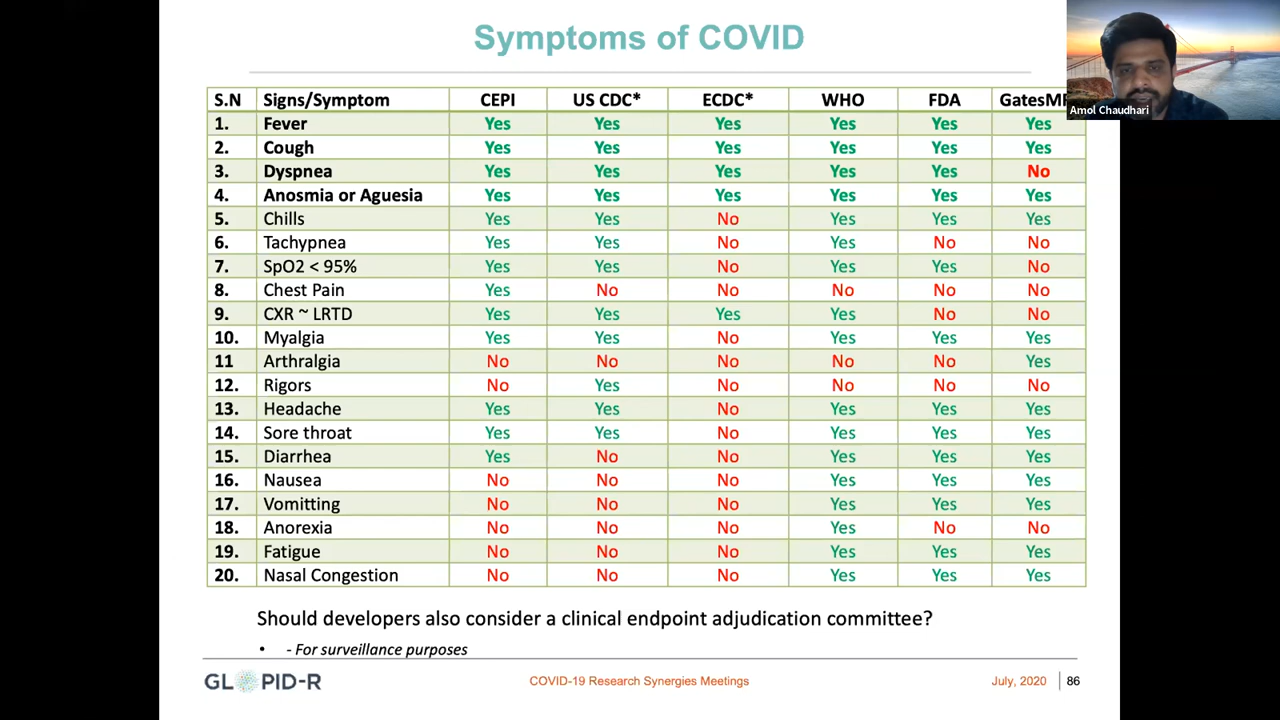 Symptoms of COVID
S.N Signs/Symptom CEPI US CDC* ECDC* WHO FDA GatesM
1. Fever Yes Yes Yes Yes Yes Yes
2. Cough Yes Yes Yes Yes Yes Yes
3. Dyspnea Yes Yes Yes Yes Yes No
4. Anosmia or Aguesia Yes Yes Yes Yes Yes Yes
5. Chills Yes Yes No Yes Yes Yes
6. Tachypnea Yes Yes No Yes No No
7. SpO2 < 95% Yes Yes No Yes Yes No
8. Chest Pain Yes No No No No No
9. CXR ~ LRTD Yes Yes Yes Yes No No
10. Myalgia Yes Yes No Yes Yes Yes
11 Arthralgia No No No No No Yes
12. Rigors No Yes No No No No
13. Headache Yes Yes No Yes Yes Yes
14. Sore throat Yes Yes No Yes Yes Yes
15. Diarrhea Yes No No Yes Yes Yes
16. Nausea No No No Yes Yes Yes
17. Vomitting No No No Yes Yes Yes
18. Anorexia No No No Yes No No
19. Fatigue No No No Yes Yes Yes
20. Nasal Congestion No No No Yes Yes Yes
Should developers also consider a clinical endpoint adjudication committee?
• - For surveillance purposes
GLOPID-R COVID-19 Research Synergies Meetings July, 2020 86
Amol Chaudhari